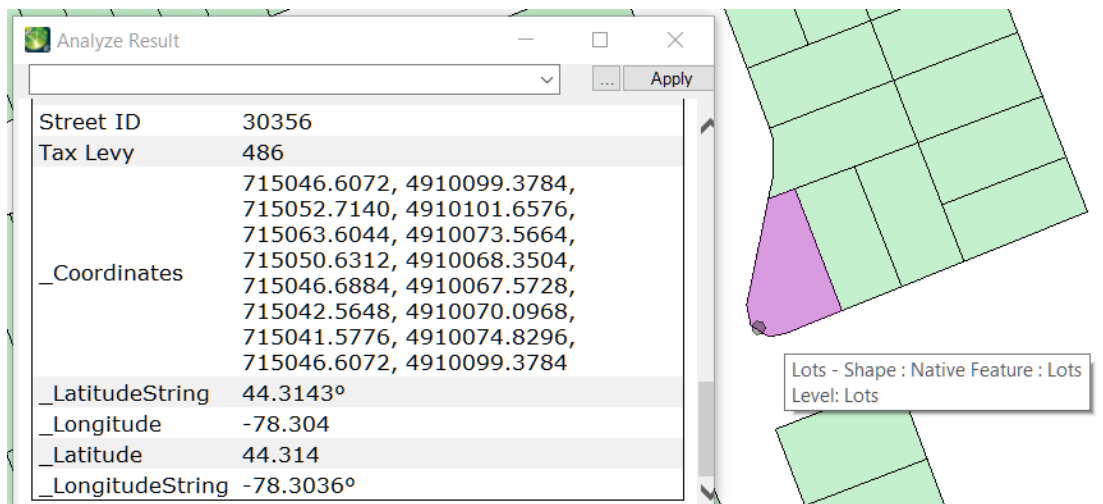 Analyze Result
... Apply
Street ID 30356
Tax Levy 486
_Coordinates 715046.6072, 4910099.3784,
715052.7140, 4910101.6576,
715063.6044, 4910073.5664,
715050.6312, 4910068.3504,
715046.6884, 4910067.5728,
715042.5648, 4910070.0968,
715041.5776, 4910074.8296,
715046.6072, 4910099.3784
_LatitudeString 44.3143º
_Longitude -78.304
_Latitude 44.314
_LongitudeString -78.3036º
Lots - Shape : Native Feature : Lots
Level: Lots